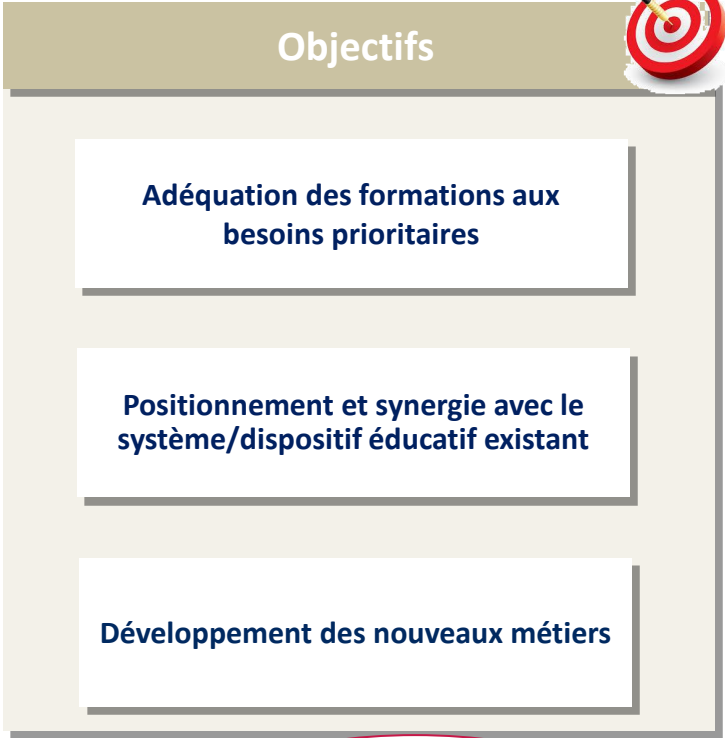 Objectifs
Adéquation des formations aux
besoins prioritaires
Positionnement et synergie avec le
système/dispositif éducatif existant
Développement des nouveaux métiers